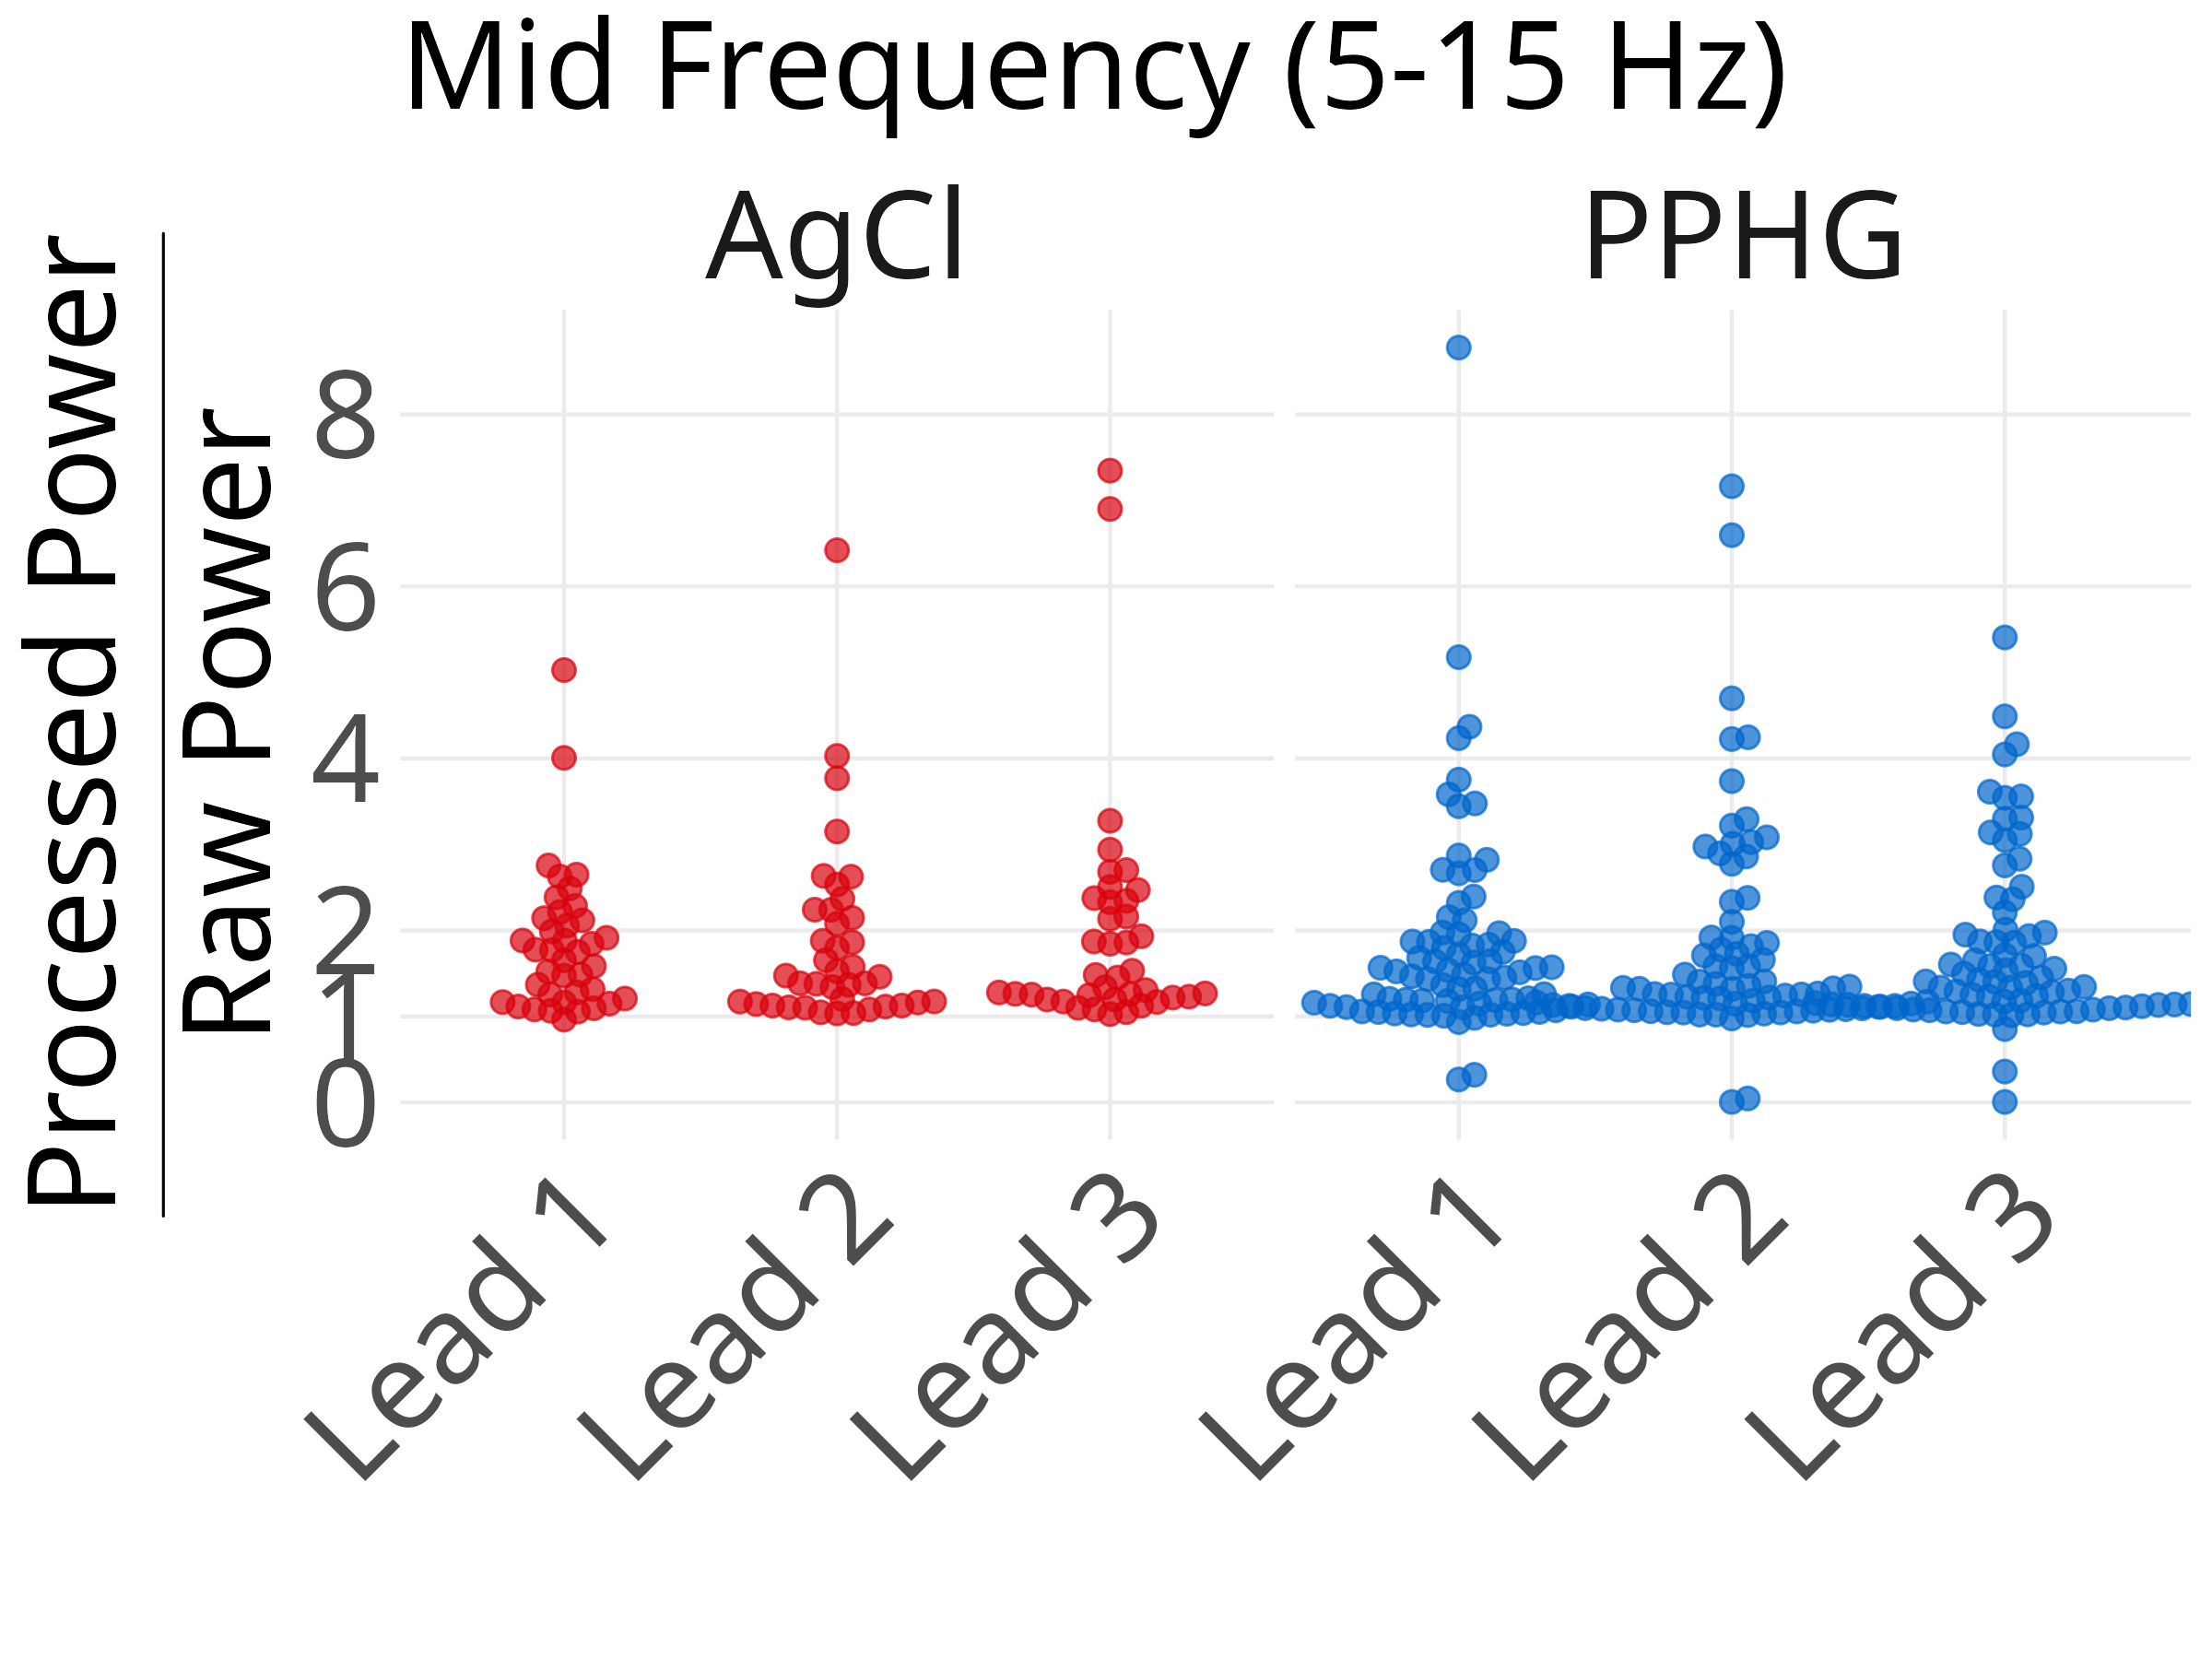 Mid Frequency (5-15 Hz)
AgCl
PPHG
Processed Power
Raw Power
8
6
4
2
1
0
Lead 1
Lead 2
Lead 3
Lead 1
Lead 2
Lead 3